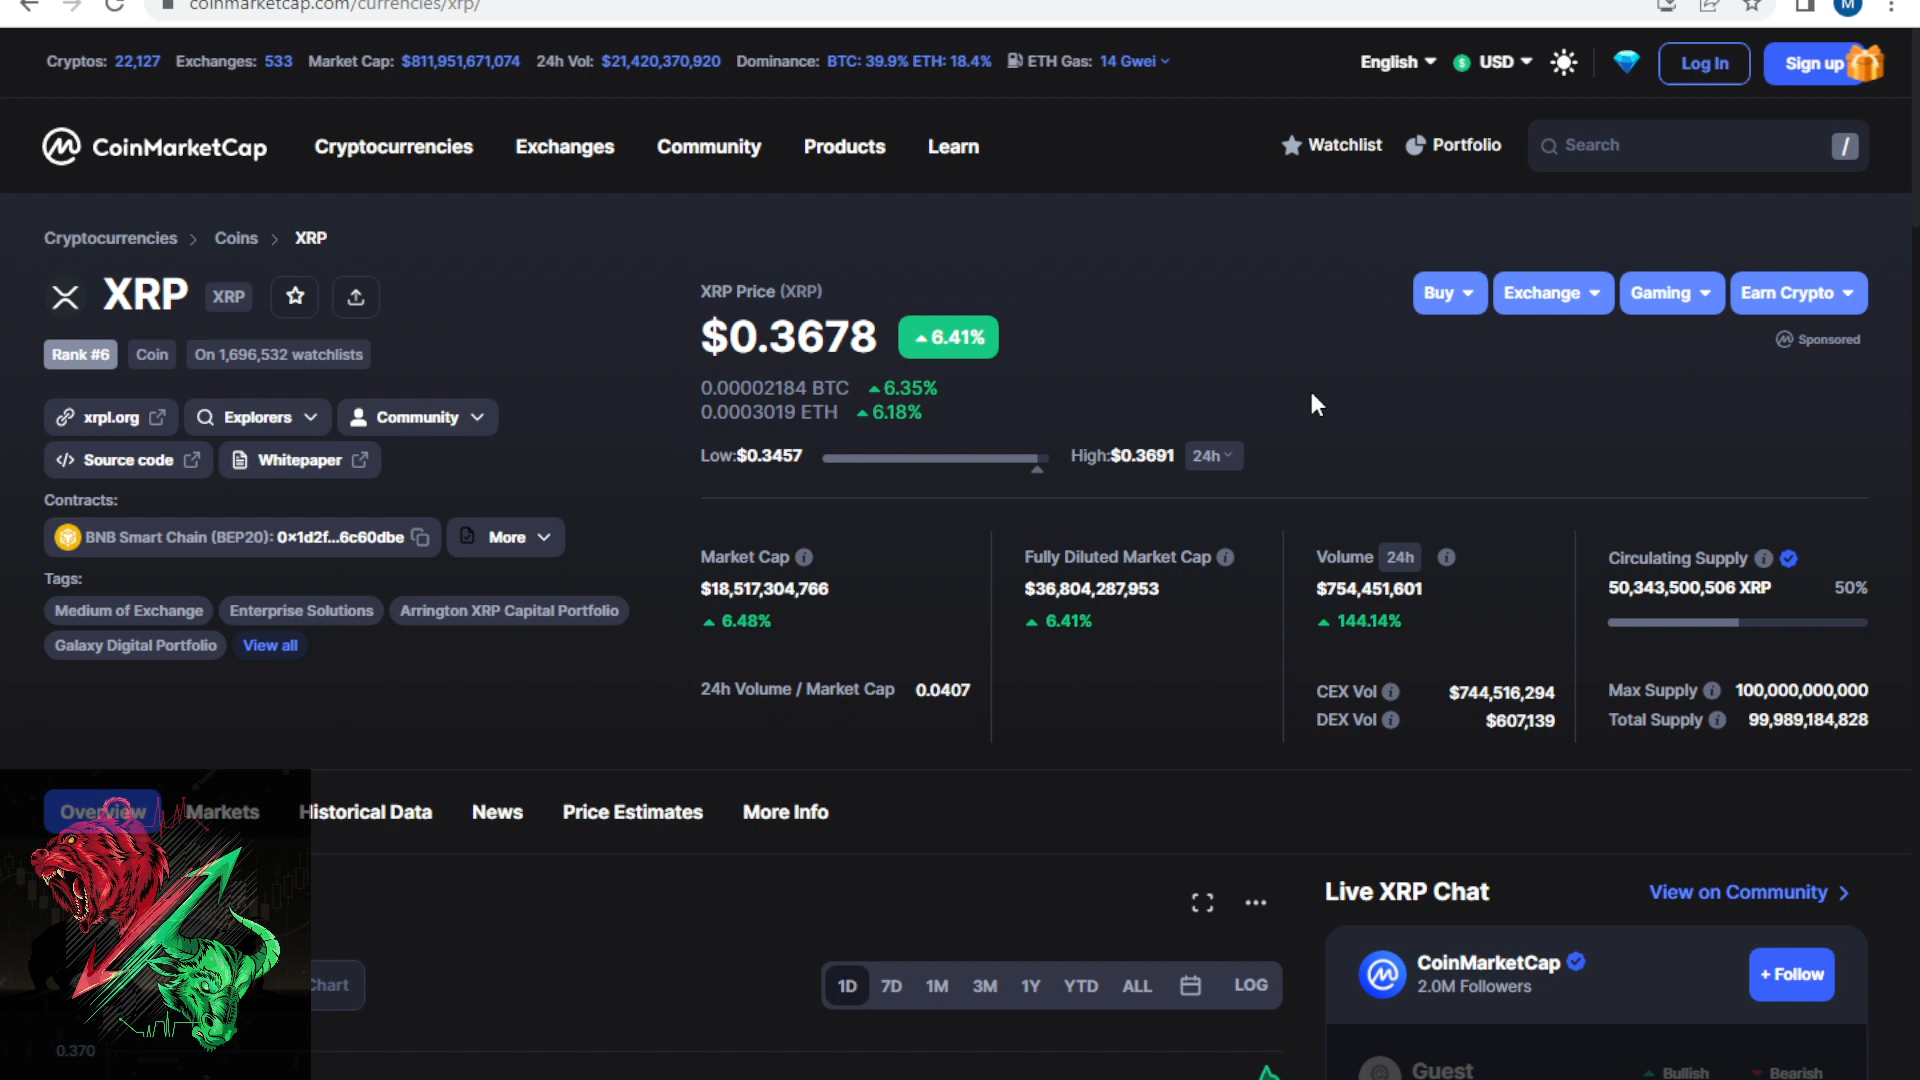 coinmarketcap.com/currencies/xrp/
M
Cryptos: 22,127 Exchanges: 533 Market Cap: $811,951,671,074 24h Vol: $21,420,370,920 Dominance: BTC: 39.9% ETH: 18.4% ETH Gas: 14 Gwei
English USD Log In Sign up
CoinMarketCap Cryptocurrencies Exchanges Community Products Learn Watchlist Portfolio Search /
Cryptocurrencies > Coins > XRP
XRP XRP
Rank #6 Coin On 1,696,532 watchlists
xrpl.org Explorers Community
Source code Whitepaper
Contracts:
BNB Smart Chain (BEP20): 0x1d2f...6c60dbe More
Tags:
Medium of Exchange Enterprise Solutions Arrington XRP Capital Portfolio
Galaxy Digital Portfolio View all
XRP Price (XRP)
$0.3678 6.41%
0.00002184 BTC 6.35%
0.0003019 ETH 6.18%
Low:$0.3457 High:$0.3691 24h
Buy Exchange Gaming Earn Crypto
Sponsored
Market Cap
$18,517,304,766
6.48%
24h Volume / Market Cap 0.0407
Fully Diluted Market Cap
$36,804,287,953
6.41%
Volume 24h
$754,451,601
144.14%
CEX Vol $744,516,294
DEX Vol $607,139
Circulating Supply
50,343,500,506 XRP 50%
Max Supply 100,000,000,000
Total Supply 99,989,184,828
Overview Markets Historical Data News Price Estimates More Info
Chart
1D 7D 1M 3M 1Y YTD ALL LOG
0.370
Live XRP Chat View on Community >
CoinMarketCap + Follow
2.0M Followers
Guest Bullish Bearish